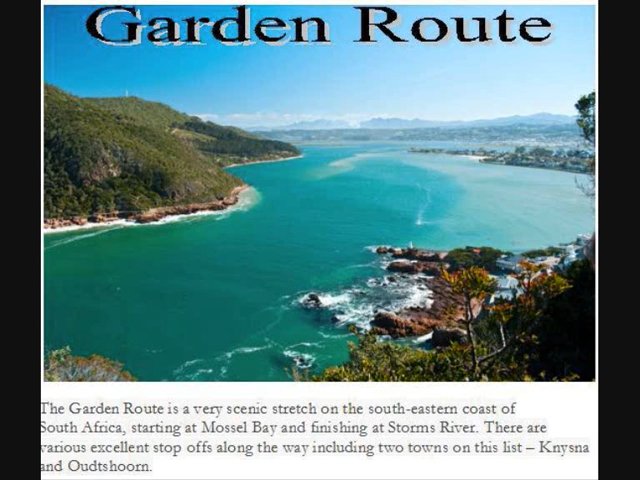 Garden Route
The Garden Route is a very scenic stretch on the south-eastern coast of
South Africa, starting at Mossel Bay and finishing at Storms River. There are
various excellent stop offs along the way including two towns on this list – Knysna
and Oudtshoorn.